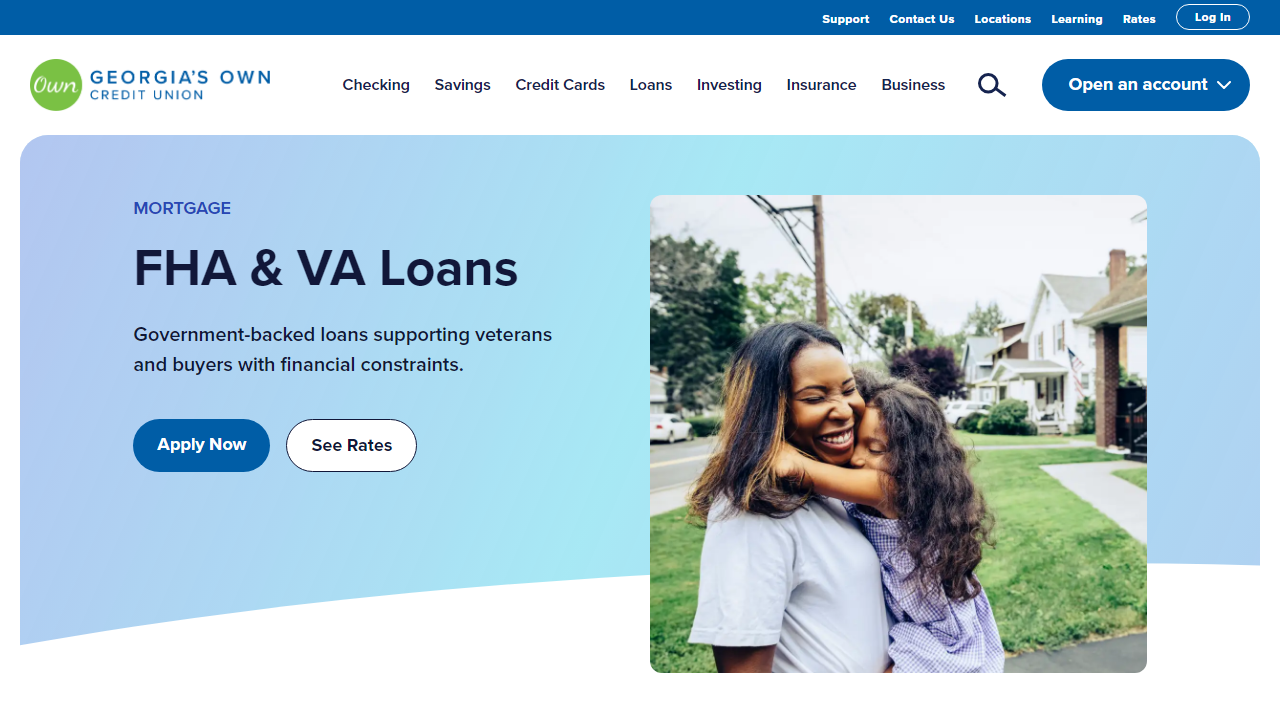 Support Contact Us Locations Learning Rates Log In
Own GEORGIA'S OWN
CREDIT UNION
Checking Savings Credit Cards Loans Investing Insurance Business Open an account
MORTGAGE
FHA & VA Loans
Government-backed loans supporting veterans
and buyers with financial constraints.
Apply Now See Rates